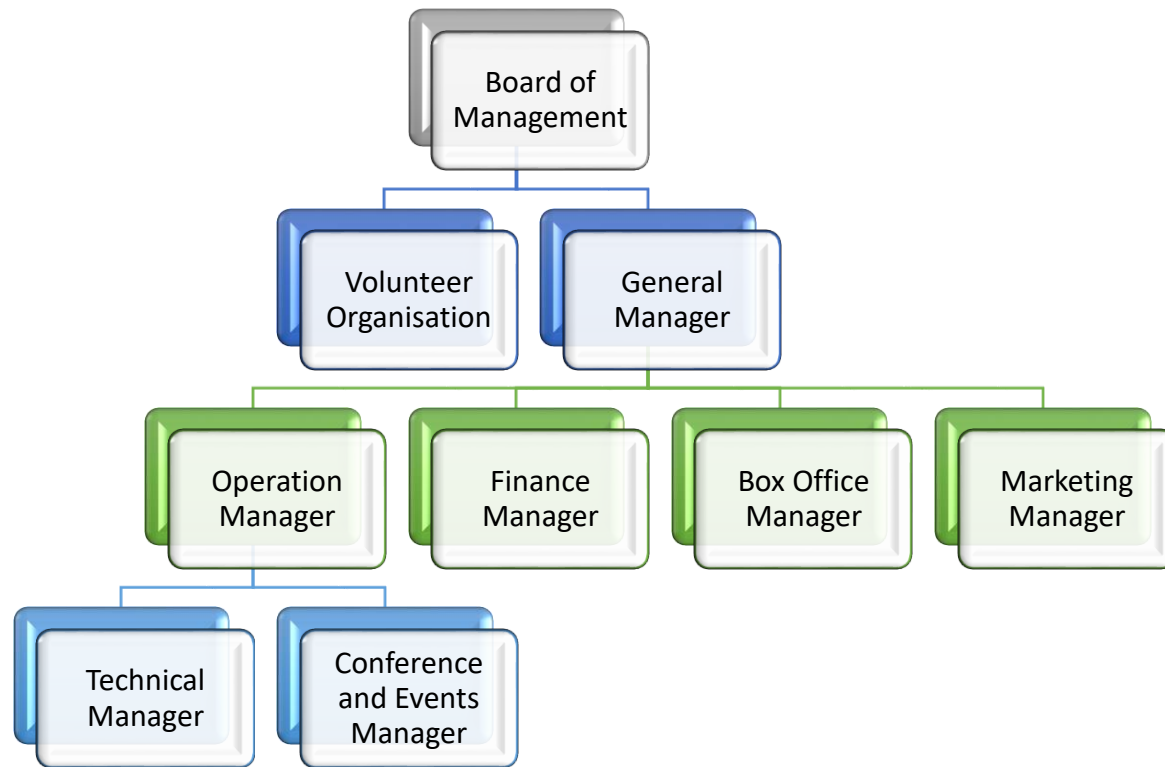 Board of
Management
Volunteer
Organisation
General
Manager
Operation
Manager
Finance
Manager
Box Office
Manager
Marketing
Manager
Technical
Manager
Conference
and Events
Manager